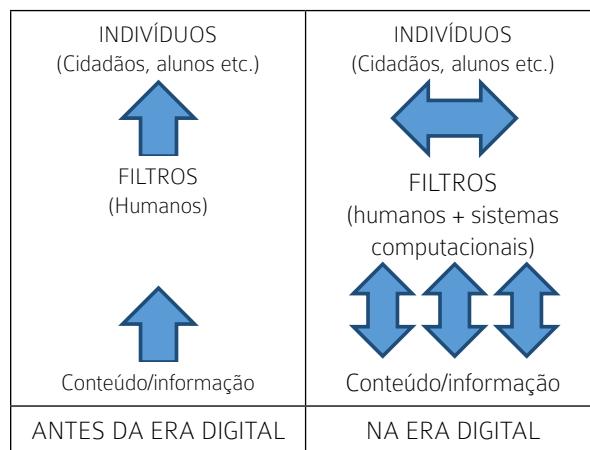 INDIVÍDUOS
(Cidadãos, alunos etc.)
FILTROS
(Humanos)
Conteúdo/informação
ANTES DA ERA DIGITAL
INDIVÍDUOS
(Cidadãos, alunos etc.)
FILTROS
(humanos + sistemas
computacionais)
Conteúdo/informação
NA ERA DIGITAL